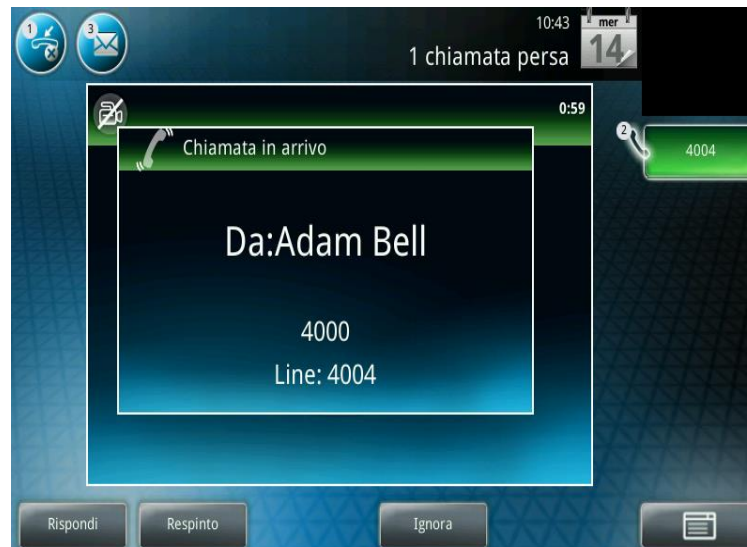 1
3
10:43
mer
1 chiamata persa
14
0:59
Chiamata in arrivo
2
4004
Da:Adam Bell
4000
Line: 4004
Rispondi
Respinto
Ignora